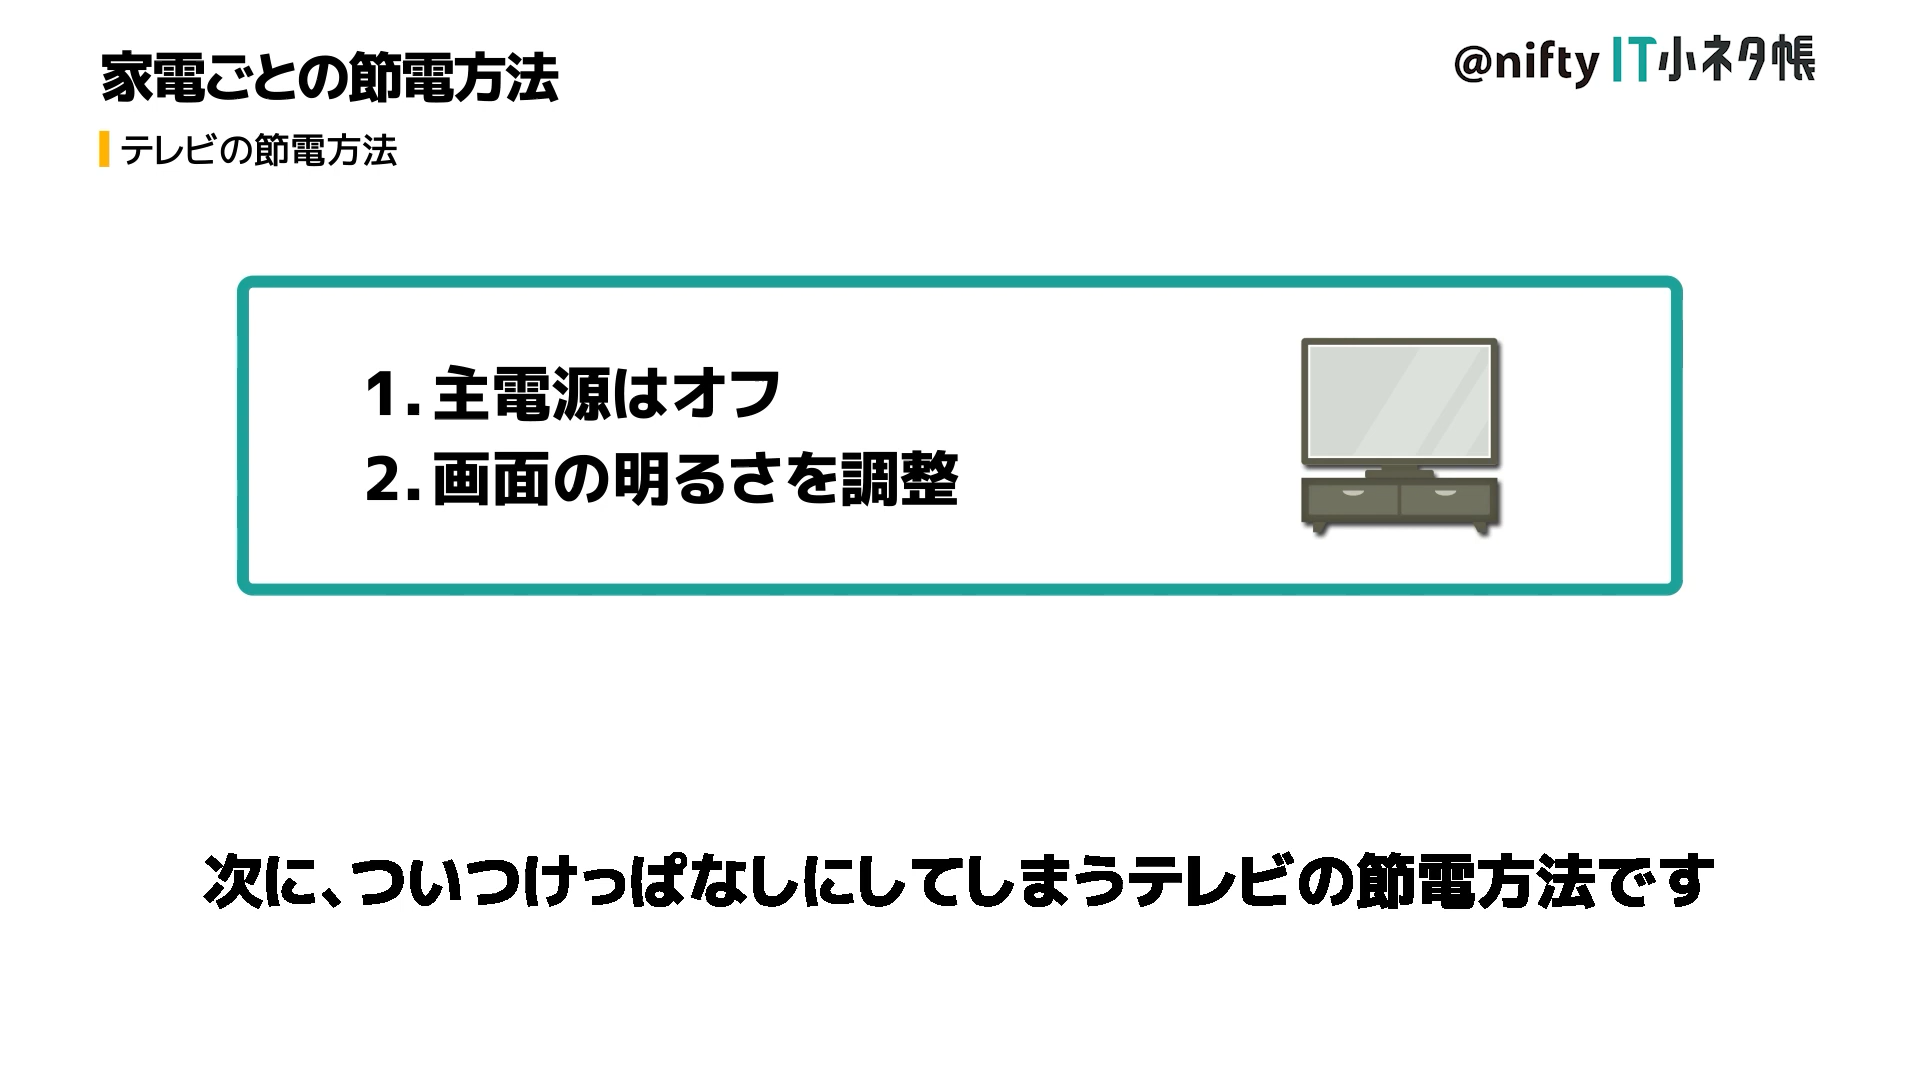 家電ごとの節電方法
@nifty IT小ネタ帳
テレビの節電方法
1. 主電源はオフ
2. 画面の明るさを調整
次に、ついつけっぱなしにしてしまうテレビの節電方法です